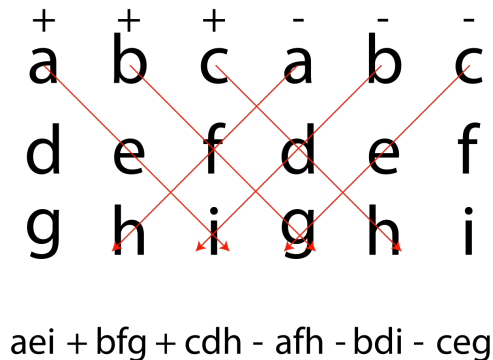 + + + - - -
a b c a b c
d e f d e f
g h i g h i
aei + bfg + cdh - afh - bdi - ceg